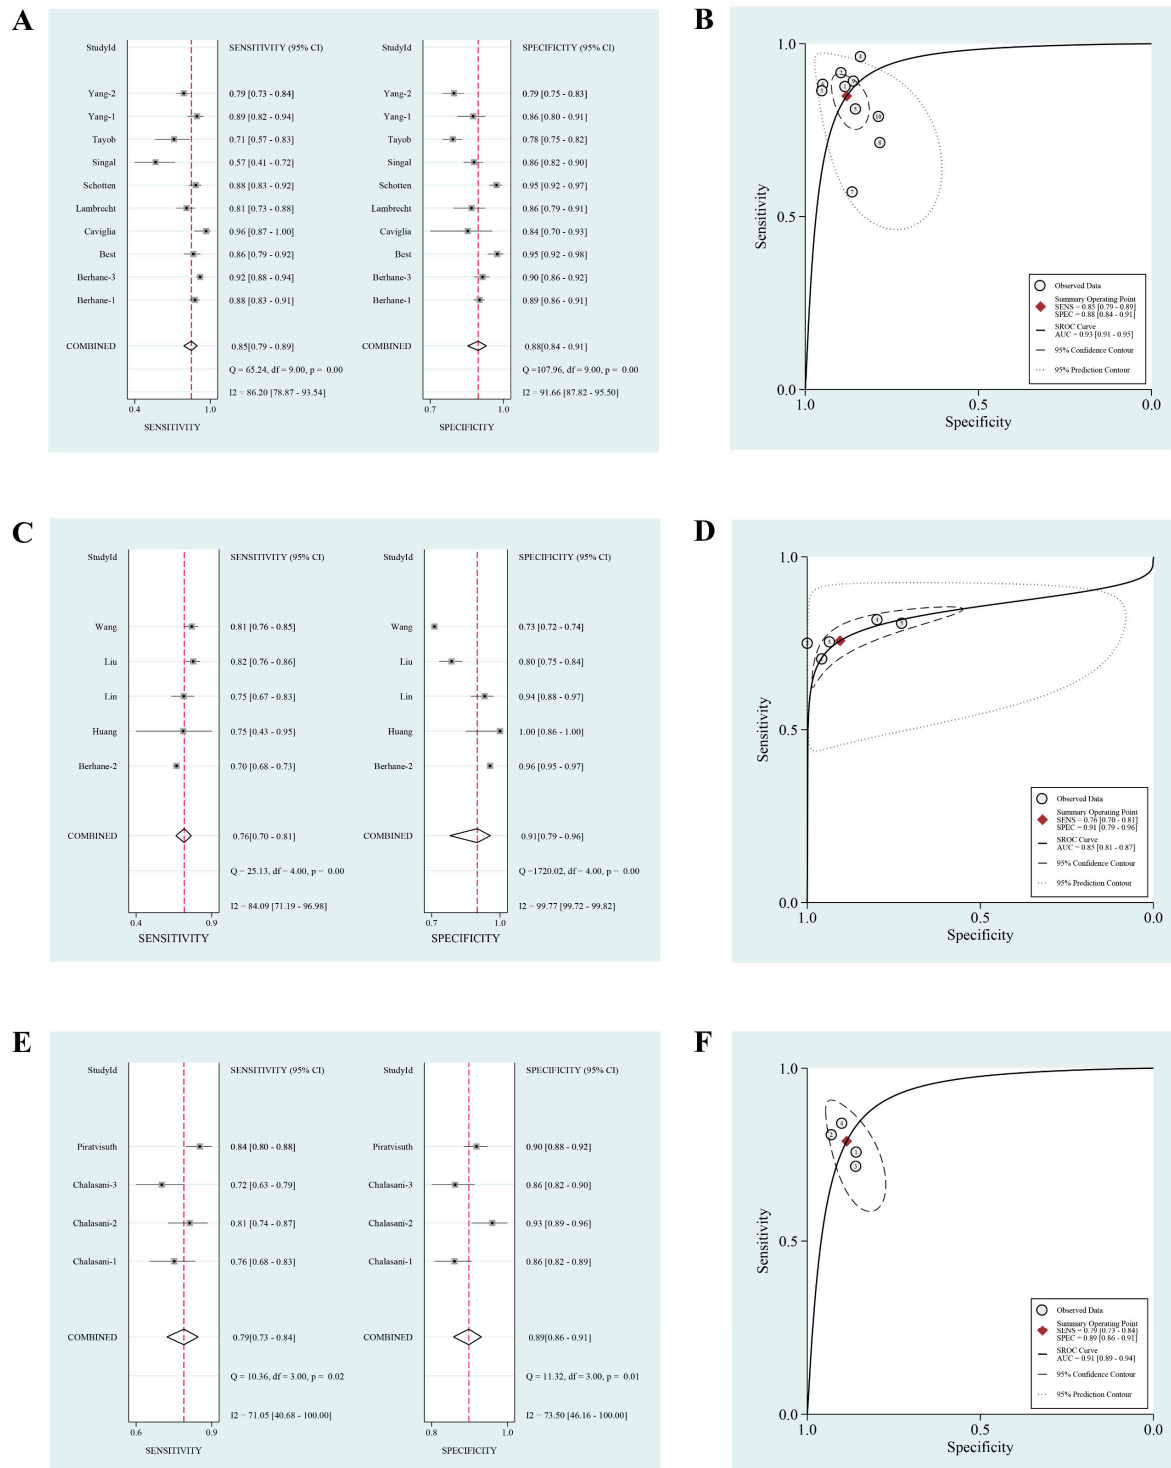 A
StudyId SENSITIVITY (95% CI) StudyId SPECIFICITY (95% CI)
Yang-2 0.79 [0.73 - 0.84] Yang-2 0.79 [0.75 - 0.83]
Yang-1 0.89 [0.82 - 0.94] Yang-1 0.86 [0.80 - 0.91]
Tayob 0.71 [0.57 - 0.83] Tayob 0.78 [0.75 - 0.82]
Singal 0.57 [0.41 - 0.72] Singal 0.86 [0.82 - 0.90]
Schotten 0.88 [0.83 - 0.92] Schotten 0.95 [0.92 - 0.97]
Lambrecht 0.81 [0.73 - 0.88] Lambrecht 0.86 [0.79 - 0.91]
Caviglia 0.96 [0.87 - 1.00] Caviglia 0.84 [0.70 - 0.93]
Best 0.86 [0.79 - 0.92] Best 0.95 [0.92 - 0.98]
Berhane-3 0.92 [0.88 - 0.94] Berhane-3 0.90 [0.86 - 0.92]
Berhane-1 0.88 [0.83 - 0.91] Berhane-1 0.89 [0.86 - 0.91]
COMBINED 0.85[0.79 - 0.89] COMBINED 0.88[0.84 - 0.91]
Q = 65.24, df = 9.00, p = 0.00 Q =107.96, df = 9.00, p = 0.00
I2 = 86.20 [78.87 - 93.54] I2 = 91.66 [87.82 - 95.50]
0.4 1.0 0.7 1.0
SENSITIVITY SPECIFICITY
B
1.0
Sensitivity
0.5
0.0
Observed Data
Summary Operating Point
SENS = 0.85 [0.79 - 0.89]
SPEC = 0.88 [0.84 - 0.91]
SROC Curve
AUC = 0.93 [0.91 - 0.95]
95% Confidence Contour
95% Prediction Contour
1.0 0.5 0.0
Specificity
C
StudyId SENSITIVITY (95% CI) StudyId SPECIFICITY (95% CI)
Wang 0.81 [0.76 - 0.85] Wang 0.73 [0.72 - 0.74]
Liu 0.82 [0.76 - 0.86] Liu 0.80 [0.75 - 0.84]
Lin 0.75 [0.67 - 0.83] Lin 0.94 [0.88 - 0.97]
Huang 0.75 [0.43 - 0.95] Huang 1.00 [0.86 - 1.00]
Berhane-2 0.70 [0.68 - 0.73] Berhane-2 0.96 [0.95 - 0.97]
COMBINED 0.76[0.70 - 0.81] COMBINED 0.91[0.79 - 0.96]
Q = 25.13, df = 4.00, p = 0.00 Q =1720.02, df = 4.00, p = 0.00
I2 = 84.09 [71.19 - 96.98] I2 = 99.77 [99.72 - 99.82]
0.4 0.9 0.7 1.0
SENSITIVITY SPECIFICITY
D
1.0
Sensitivity
0.5
0.0
Observed Data
Summary Operating Point
SENS = 0.76 [0.70 - 0.81]
SPEC = 0.91 [0.79 - 0.96]
SROC Curve
AUC = 0.85 [0.81 - 0.87]
95% Confidence Contour
95% Prediction Contour
1.0 0.5 0.0
Specificity
E
StudyId SENSITIVITY (95% CI) StudyId SPECIFICITY (95% CI)
Piratvisuth 0.84 [0.80 - 0.88] Piratvisuth 0.90 [0.88 - 0.92]
Chalasani-3 0.72 [0.63 - 0.79] Chalasani-3 0.86 [0.82 - 0.90]
Chalasani-2 0.81 [0.74 - 0.87] Chalasani-2 0.93 [0.89 - 0.96]
Chalasani-1 0.76 [0.68 - 0.83] Chalasani-1 0.86 [0.82 - 0.89]
COMBINED 0.79[0.73 - 0.84] COMBINED 0.89[0.86 - 0.91]
Q = 10.36, df = 3.00, p = 0.02 Q = 11.32, df = 3.00, p = 0.01
I2 = 71.05 [40.68 - 100.00] I2 = 73.50 [46.16 - 100.00]
0.6 0.9 0.8 1.0
SENSITIVITY SPECIFICITY
F
1.0
Sensitivity
0.5
0.0
Observed Data
Summary Operating Point
SENS = 0.79 [0.73 - 0.84]
SPEC = 0.89 [0.86 - 0.91]
SROC Curve
AUC = 0.91 [0.89 - 0.94]
95% Confidence Contour
95% Prediction Contour
1.0 0.5 0.0
Specificity